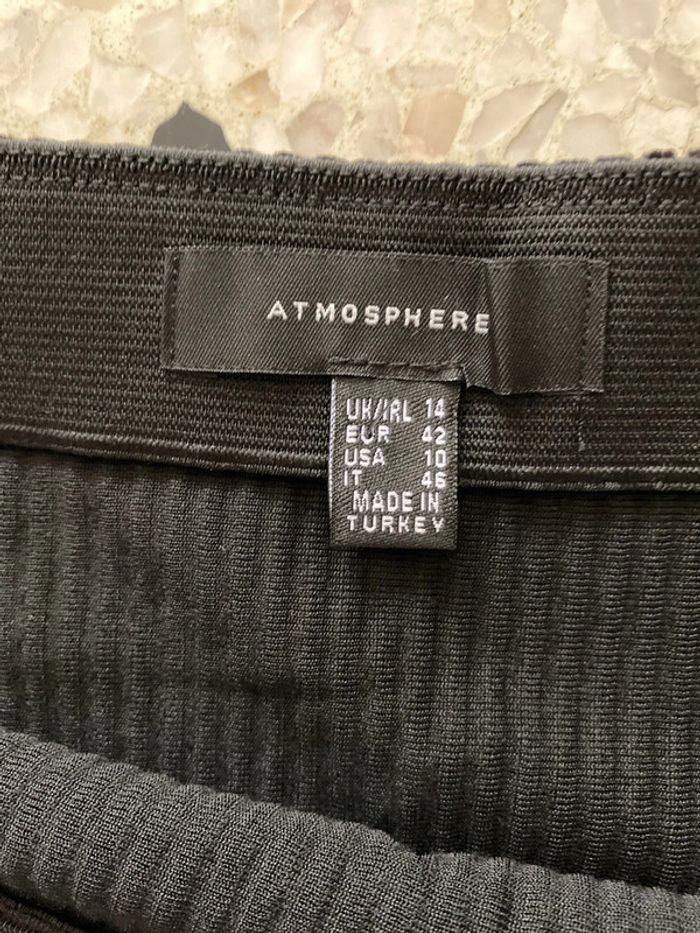 ATMOSPHERE
UK/IRL 14
EUR 42
USA 10
IT 46
MADE IN
TURKEY